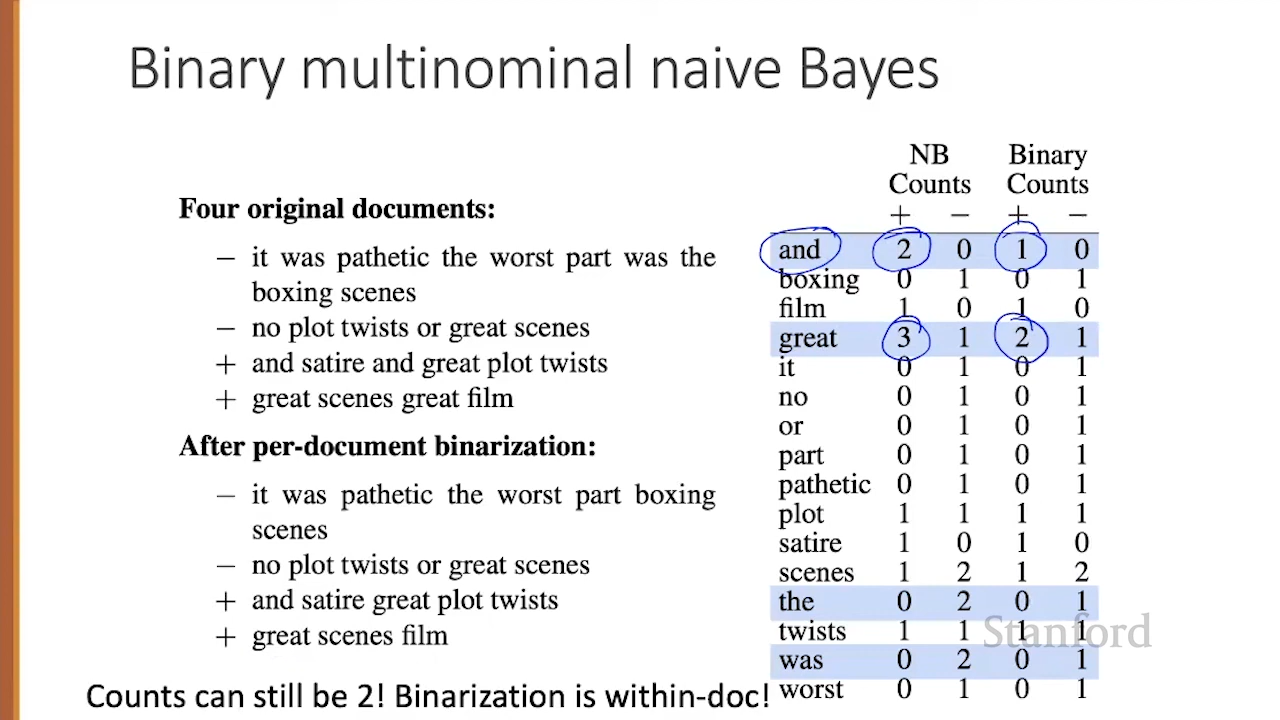 Binary multinominal naive Bayes
Four original documents:
− it was pathetic the worst part was the
boxing scenes
− no plot twists or great scenes
+ and satire and great plot twists
+ great scenes great film
After per-document binarization:
− it was pathetic the worst part boxing
scenes
− no plot twists or great scenes
+ and satire great plot twists
+ great scenes film
Counts can still be 2! Binarization is within-doc!
NB Binary
Counts Counts
+ − + −
and 2 0 1 0
boxing 0 1 0 1
film 1 0 1 0
great 3 1 2 1
it 0 1 0 1
no 0 1 0 1
or 0 1 0 1
part 0 1 0 1
pathetic 0 1 0 1
plot 1 1 1 1
satire 1 0 1 0
scenes 1 2 1 2
the 0 2 0 1
twists 1 1 1 1
was 0 2 0 1
worst 0 1 0 1
Stanford